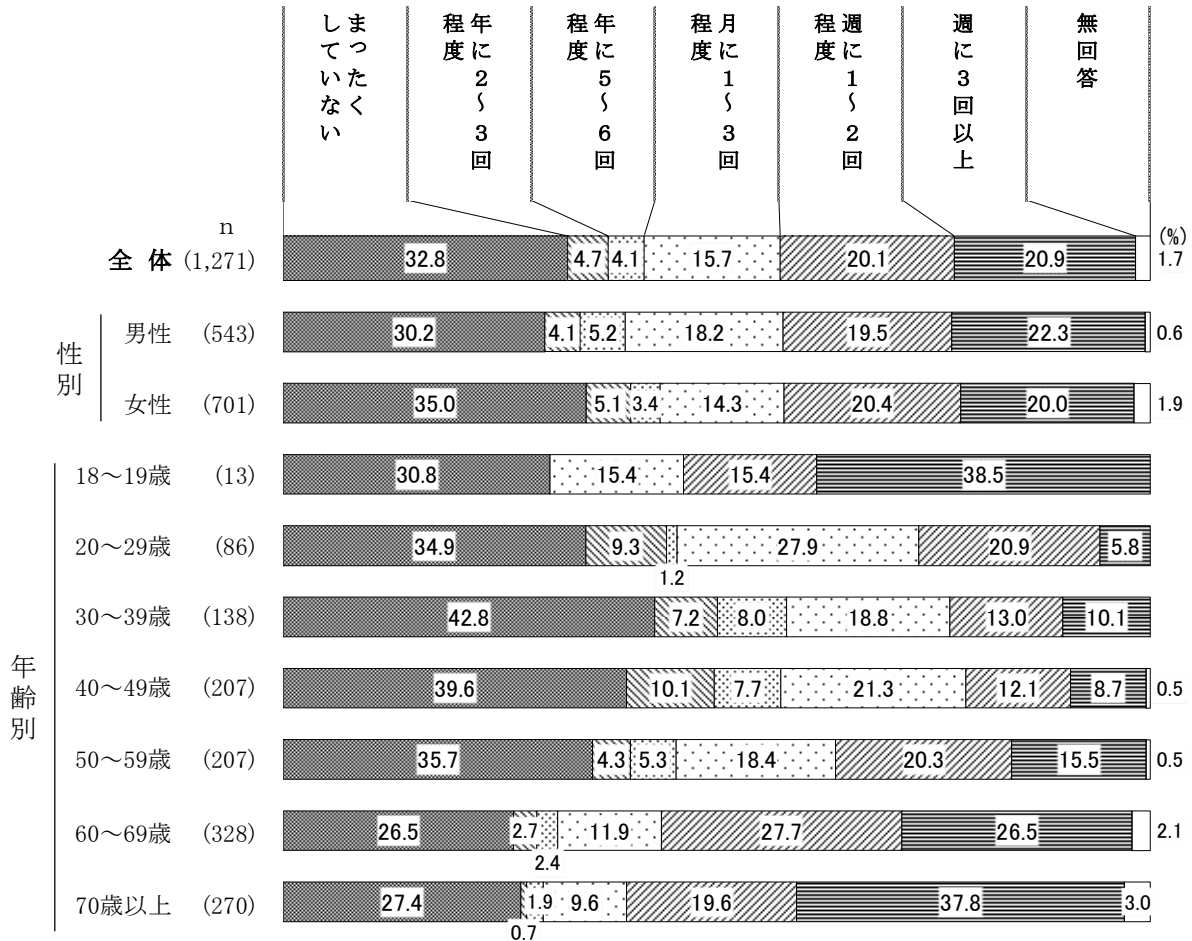 まったく
していない
年に２～３回
程度
年に５～６回
程度
月に１～３回
程度
週に１～２回
程度
週に３回以上
無回答
n
(%)
全 体 (1,271) 32.8 4.7 4.1 15.7 20.1 20.9 1.7
性別
男性 (543) 30.2 4.1 5.2 18.2 19.5 22.3 0.6
女性 (701) 35.0 5.1 3.4 14.3 20.4 20.0 1.9
年齢別
18～19歳 (13) 30.8 15.4 15.4 38.5
20～29歳 (86) 34.9 9.3 1.2 27.9 20.9 5.8
30～39歳 (138) 42.8 7.2 8.0 18.8 13.0 10.1
40～49歳 (207) 39.6 10.1 7.7 21.3 12.1 8.7 0.5
50～59歳 (207) 35.7 4.3 5.3 18.4 20.3 15.5 0.5
60～69歳 (328) 26.5 2.7 2.4 11.9 27.7 26.5 2.1
70歳以上 (270) 27.4 0.7 1.9 9.6 19.6 37.8 3.0